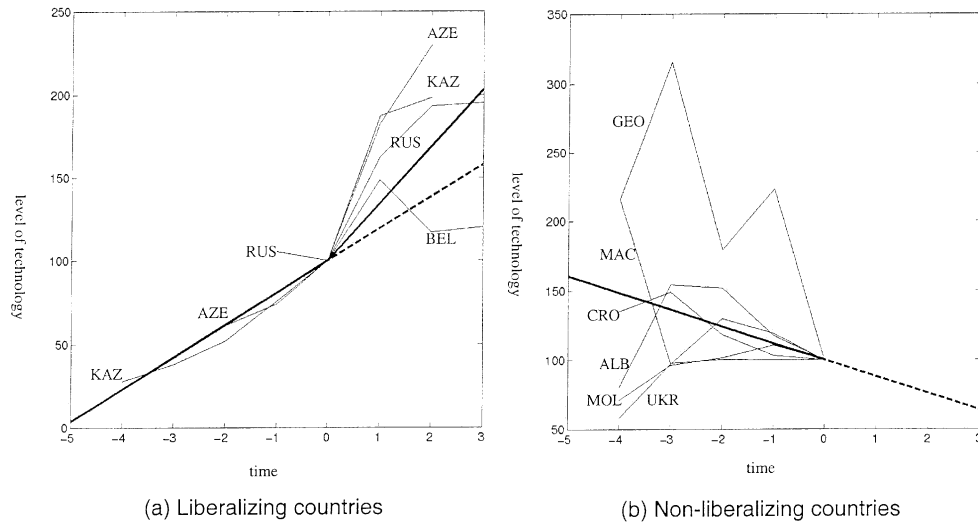 250
AZE
KAZ
200
RUS
150
level of technology
RUS
BEL
100
AZE
50
KAZ
0
-5 -4 -3 -2 -1 0 1 2 3
time
(a) Liberalizing countries
350
300
GEO
250
level of technology
200
MAC
150
CRO
ALB
100
MOL UKR
50
-5 -4 -3 -2 -1 0 1 2 3
time
(b) Non-liberalizing countries